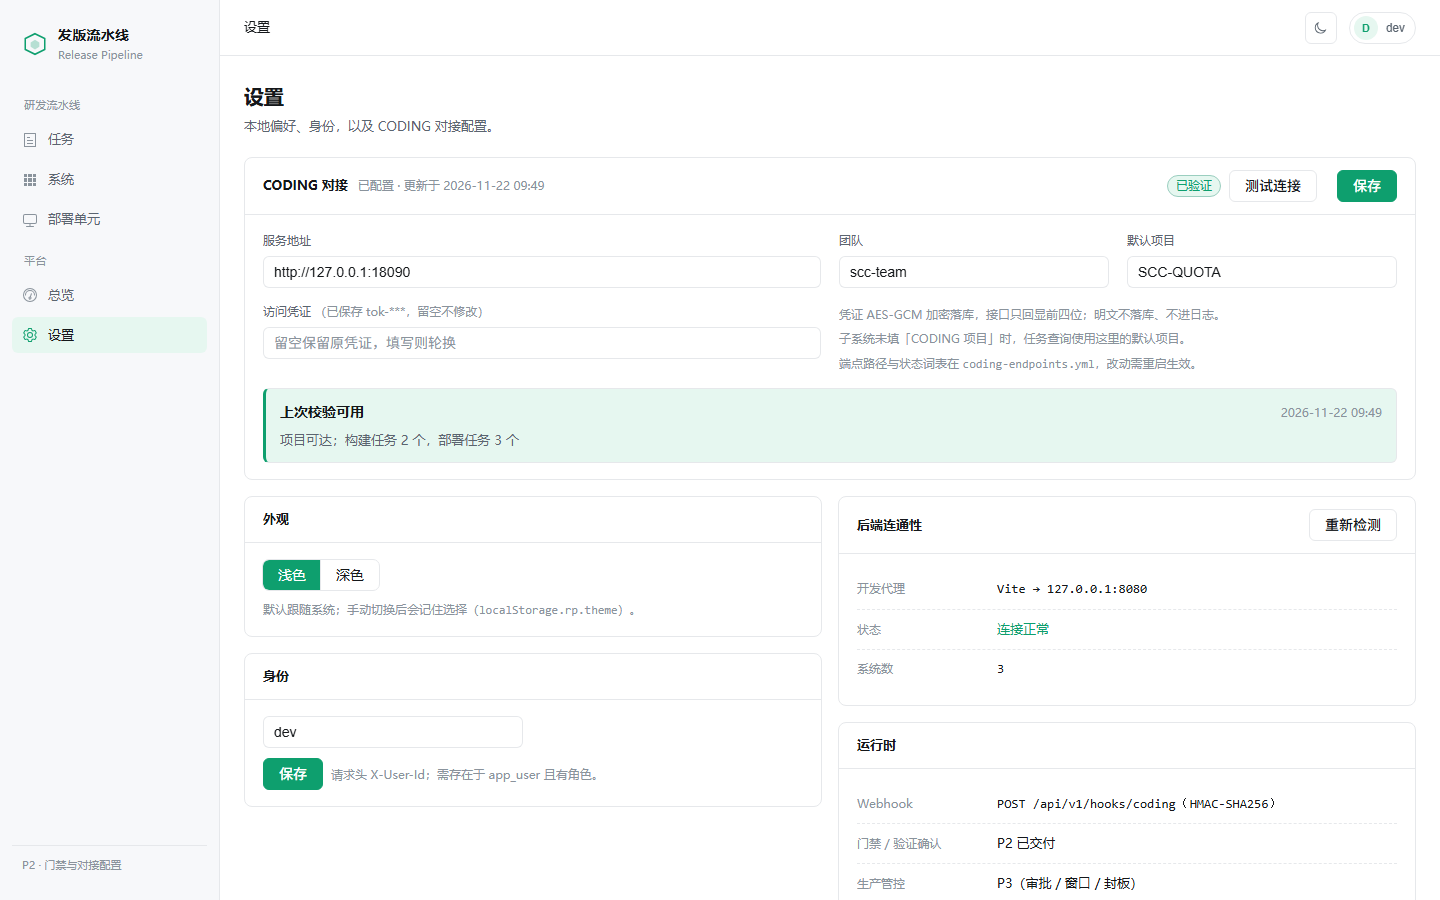 发版流水线
Release Pipeline
研发流水线
任务
系统
部署单元
平台
总览
设置
P2 · 门禁与对接配置
设置
D dev
设置
本地偏好、身份，以及 CODING 对接配置。
CODING 对接 已配置 · 更新于 2026-11-22 09:49
已验证 测试连接 保存
服务地址
http://127.0.0.1:18090
团队
scc-team
默认项目
SCC-QUOTA
访问凭证 （已保存 tok-***，留空不修改）
留空保留原凭证，填写则轮换
凭证 AES-GCM 加密落库，接口只回显前四位；明文不落库、不进日志。
子系统未填「CODING 项目」时，任务查询使用这里的默认项目。
端点路径与状态词表在 coding-endpoints.yml，改动需重启生效。
上次校验可用 2026-11-22 09:49
项目可达；构建任务 2 个，部署任务 3 个
外观
浅色 深色
默认跟随系统；手动切换后会记住选择（localStorage.rp.theme）。
身份
dev
保存 请求头 X-User-Id；需存在于 app_user 且有角色。
后端连通性 重新检测
开发代理 Vite → 127.0.0.1:8080
状态 连接正常
系统数 3
运行时
Webhook POST /api/v1/hooks/coding（HMAC-SHA256）
门禁 / 验证确认 P2 已交付
生产管控 P3（审批 / 窗口 / 封板）